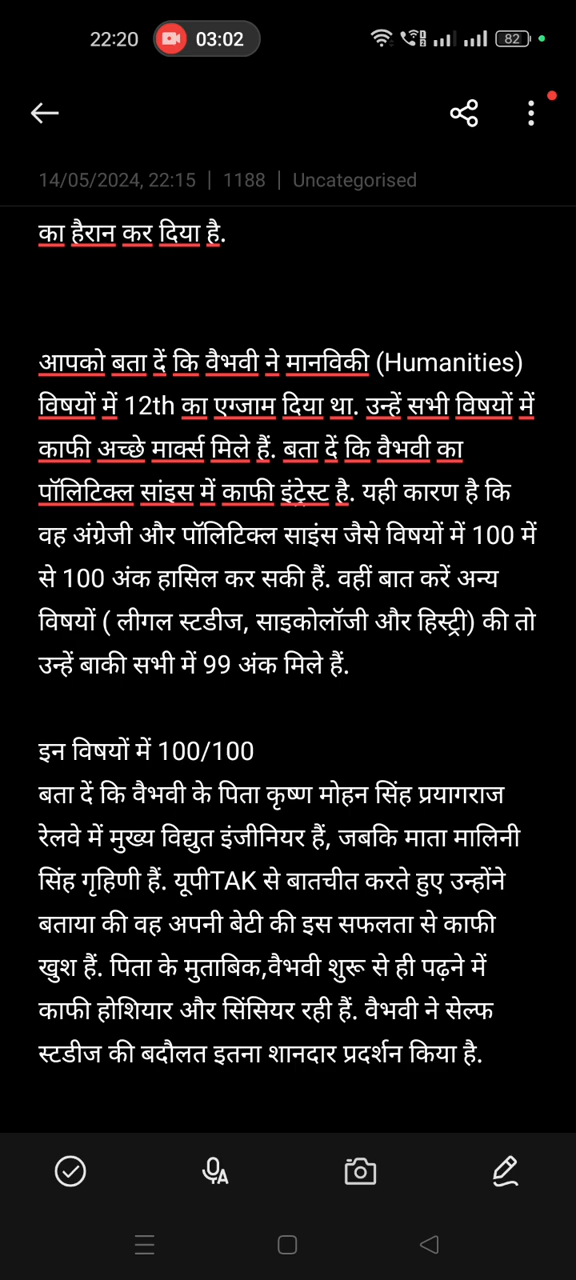 22:20
03:02
82
14/05/2024, 22:15 | 1188 | Uncategorised
का हैरान कर दिया है.
आपको बता दें कि वैभवी ने मानविकी (Humanities)
विषयों में 12th का एग्जाम दिया था. उन्हें सभी विषयों में
काफी अच्छे मार्क्स मिले हैं. बता दें कि वैभवी का
पॉलिटिक्ल सांइस में काफी इंट्रेस्ट है. यही कारण है कि
वह अंग्रेजी और पॉलिटिक्ल साइंस जैसे विषयों में 100 में
से 100 अंक हासिल कर सकी हैं. वहीं बात करें अन्य
विषयों ( लीगल स्टडीज, साइकोलॉजी और हिस्ट्री) की तो
उन्हें बाकी सभी में 99 अंक मिले हैं.
इन विषयों में 100/100
बता दें कि वैभवी के पिता कृष्ण मोहन सिंह प्रयागराज
रेलवे में मुख्य विद्युत इंजीनियर हैं, जबकि माता मालिनी
सिंह गृहिणी हैं. यूपीTAK से बातचीत करते हुए उन्होंने
बताया की वह अपनी बेटी की इस सफलता से काफी
खुश हैं. पिता के मुताबिक,वैभवी शुरू से ही पढ़ने में
काफी होशियार और सिंसियर रही हैं. वैभवी ने सेल्फ
स्टडीज की बदौलत इतना शानदार प्रदर्शन किया है.